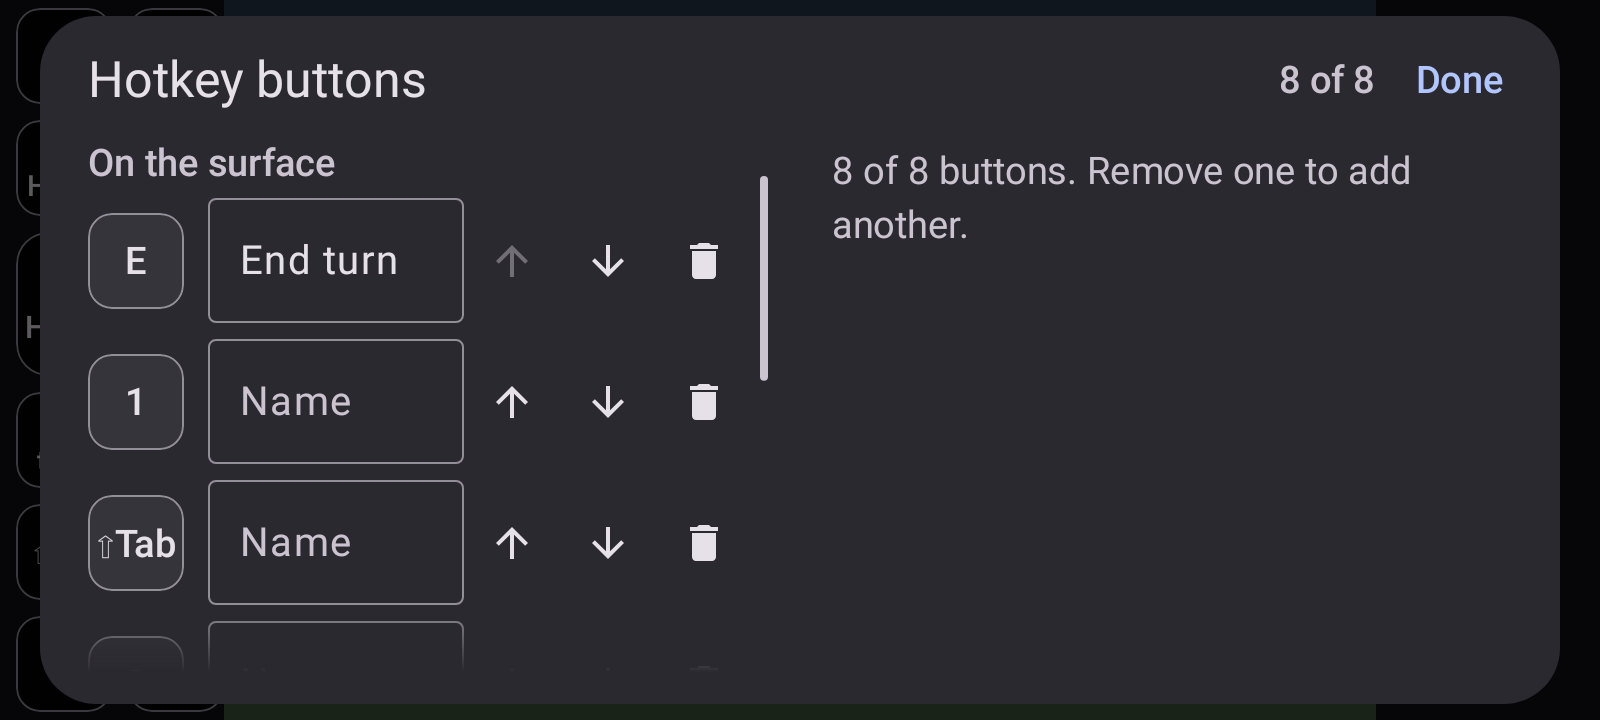 Hotkey buttons
8 of 8
Done
On the surface
8 of 8 buttons. Remove one to add
another.
E
End turn
1
Name
⇧Tab
Name